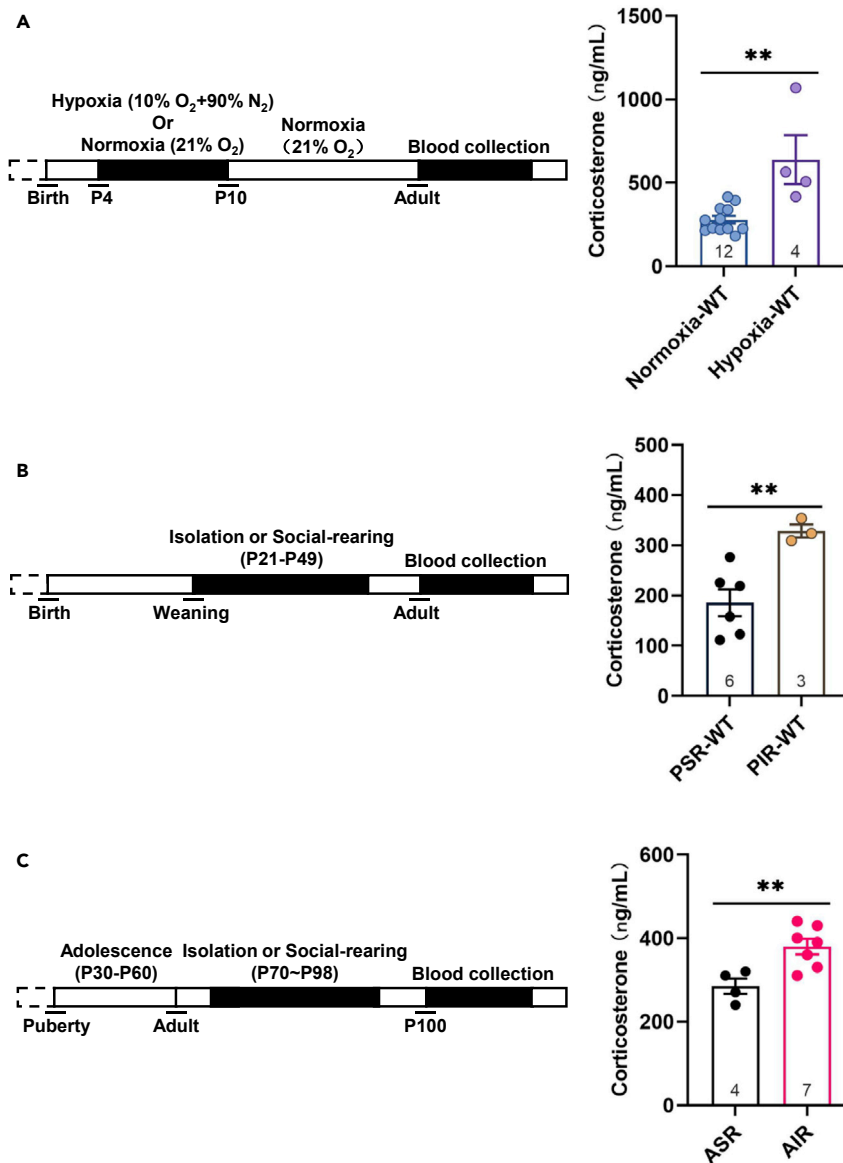 A
Hypoxia (10% O₂+90% N₂)
Or
Normoxia (21% O₂)
Normoxia
（21% O₂）
Blood collection
Birth
P4
P10
Adult
Corticosterone（ng/mL）
1500
1000
500
0
**
12
4
Normoxia-WT
Hypoxia-WT
B
Isolation or Social-rearing
(P21-P49)
Blood collection
Birth
Weaning
Adult
Corticosterone（ng/mL）
500
400
300
200
100
0
**
6
3
PSR-WT
PIR-WT
C
Adolescence
(P30-P60)
Isolation or Social-rearing
(P70~P98)
Blood collection
Puberty
Adult
P100
Corticosterone（ng/mL）
600
400
200
0
**
4
7
ASR
AIR